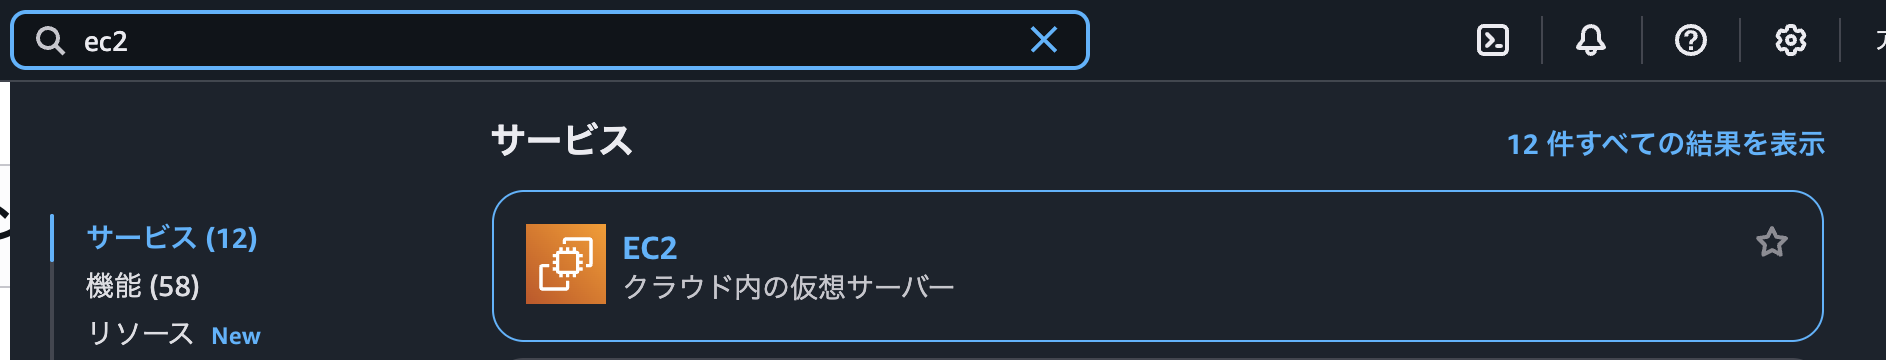 ec2
サービス
12 件すべての結果を表示
サービス (12)
機能 (58)
リソース New
EC2
クラウド内の仮想サーバー